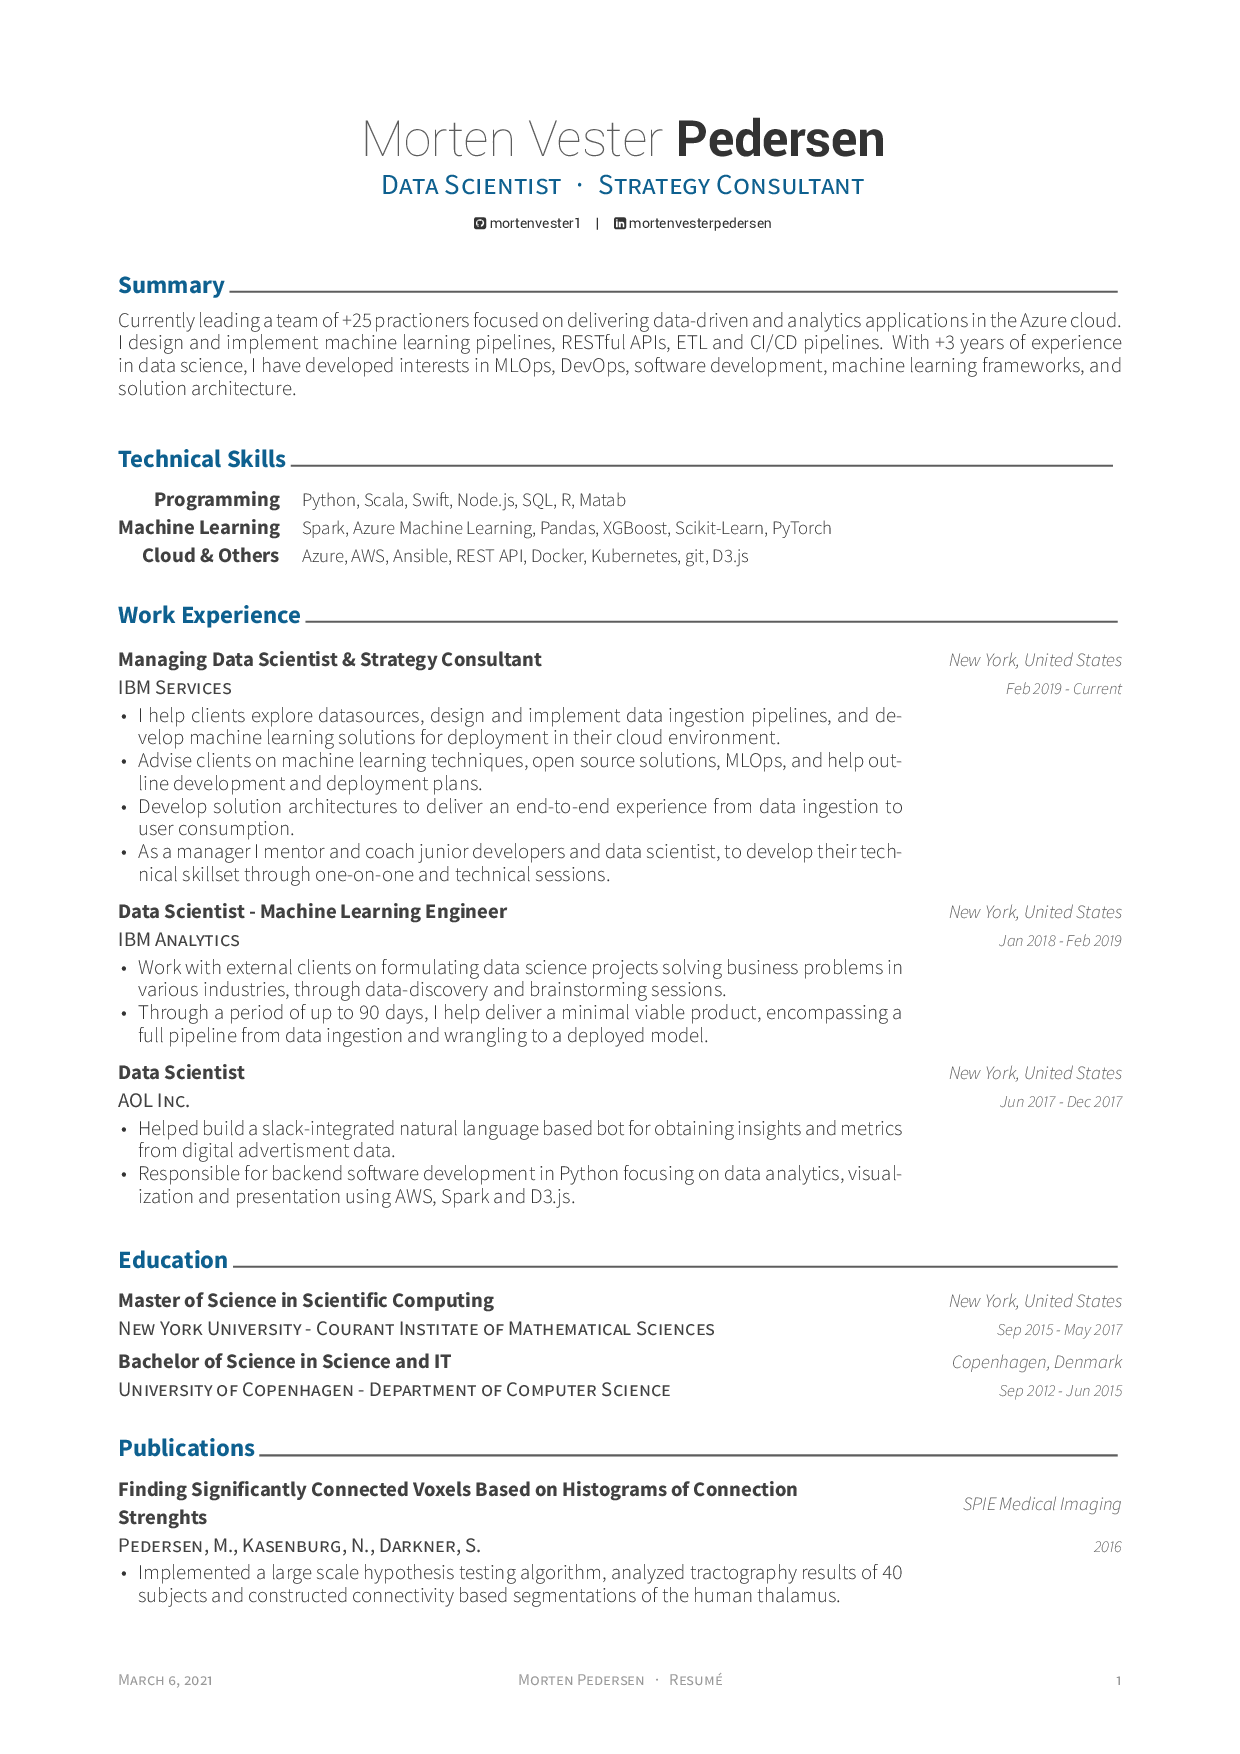 Morten Vester Pedersen
Data Scientist · Strategy Consultant
mortenvester1 | mortenvesterpedersen
Summary
Currently leading a team of +25 practioners focused on delivering data-driven and analytics applications in the Azure cloud.
I design and implement machine learning pipelines, RESTful APIs, ETL and CI/CD pipelines. With +3 years of experience
in data science, I have developed interests in MLOps, DevOps, software development, machine learning frameworks, and
solution architecture.
Technical Skills
Programming Python, Scala, Swift, Node.js, SQL, R, Matab
Machine Learning Spark, Azure Machine Learning, Pandas, XGBoost, Scikit-Learn, PyTorch
Cloud & Others Azure, AWS, Ansible, REST API, Docker, Kubernetes, git, D3.js
Work Experience
Managing Data Scientist & Strategy Consultant New York, United States
IBM Services Feb 2019 - Current
• I help clients explore datasources, design and implement data ingestion pipelines, and de-
velop machine learning solutions for deployment in their cloud environment.
• Advise clients on machine learning techniques, open source solutions, MLOps, and help out-
line development and deployment plans.
• Develop solution architectures to deliver an end-to-end experience from data ingestion to
user consumption.
• As a manager I mentor and coach junior developers and data scientist, to develop their tech-
nical skillset through one-on-one and technical sessions.
Data Scientist - Machine Learning Engineer New York, United States
IBM Analytics Jan 2018 - Feb 2019
• Work with external clients on formulating data science projects solving business problems in
various industries, through data-discovery and brainstorming sessions.
• Through a period of up to 90 days, I help deliver a minimal viable product, encompassing a
full pipeline from data ingestion and wrangling to a deployed model.
Data Scientist New York, United States
AOL Inc. Jun 2017 - Dec 2017
• Helped build a slack-integrated natural language based bot for obtaining insights and metrics
from digital advertisment data.
• Responsible for backend software development in Python focusing on data analytics, visual-
ization and presentation using AWS, Spark and D3.js.
Education
Master of Science in Scientific Computing New York, United States
New York University - Courant Institate of Mathematical Sciences Sep 2015 - May 2017
Bachelor of Science in Science and IT Copenhagen, Denmark
University of Copenhagen - Department of Computer Science Sep 2012 - Jun 2015
Publications
Finding Significantly Connected Voxels Based on Histograms of Connection
Strenghts SPIE Medical Imaging
Pedersen, M., Kasenburg, N., Darkner, S. 2016
• Implemented a large scale hypothesis testing algorithm, analyzed tractography results of 40
subjects and constructed connectivity based segmentations of the human thalamus.
March 6, 2021 Morten Pedersen · Resumé 1